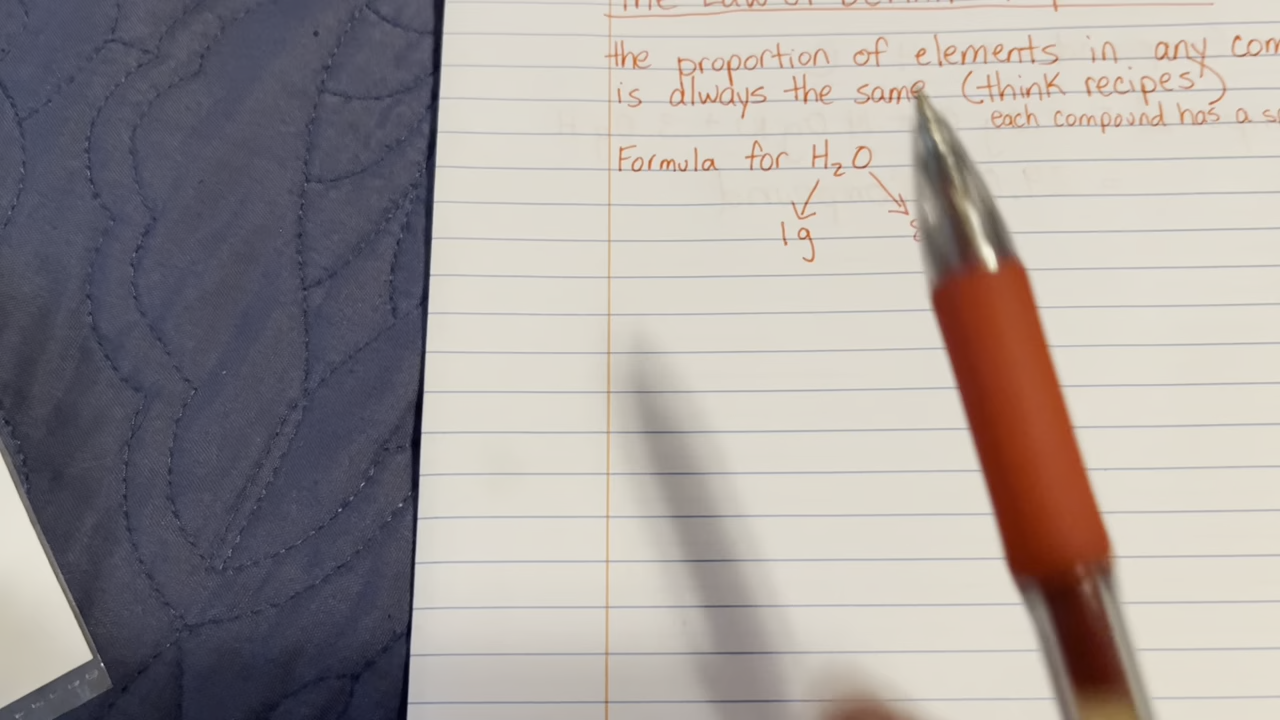 the proportion of elements in any
is always the same (think recipes)
each compound has a
Formula for H₂O
1g